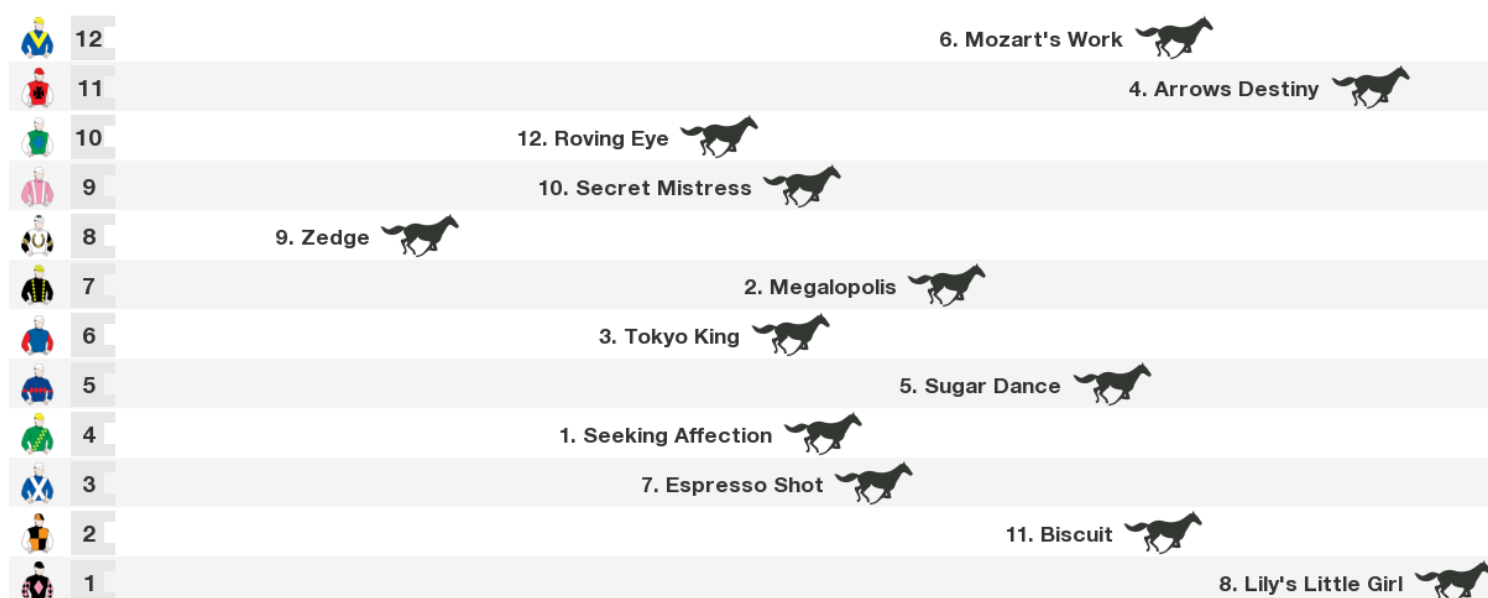 12 6. Mozart's Work
11 4. Arrows Destiny
10 12. Roving Eye
9 10. Secret Mistress
8 9. Zedge
7 2. Megalopolis
6 3. Tokyo King
5 5. Sugar Dance
4 1. Seeking Affection
3 7. Espresso Shot
2 11. Biscuit
1 8. Lily's Little Girl